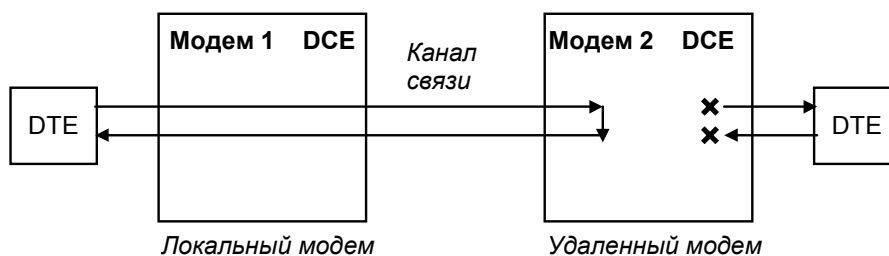 Модем 1 DCE
Канал
связи
Модем 2 DCE
DTE
DTE
Локальный модем
Удаленный модем